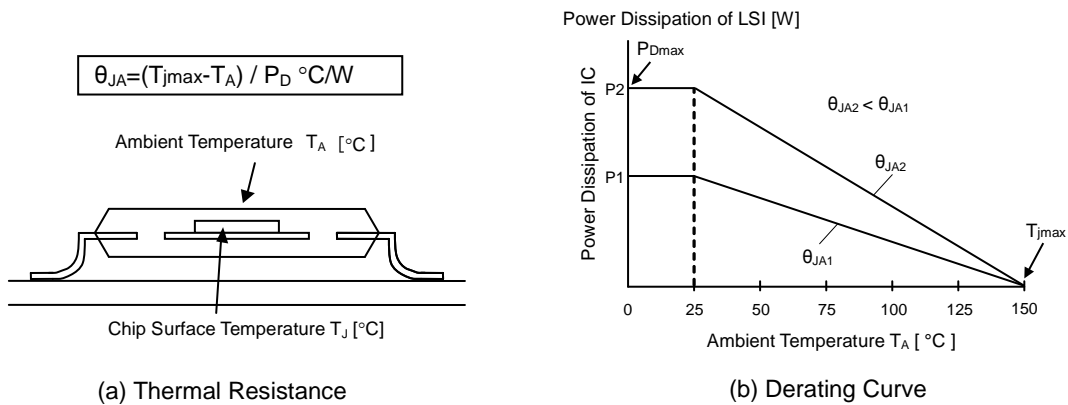 θJA=(Tjmax-TA) / PD °C/W
Ambient Temperature TA [°C]
Chip Surface Temperature TJ [°C]
(a) Thermal Resistance
Power Dissipation of LSI [W]
PDmax
Power Dissipation of IC
P2
θJA2 < θJA1
θJA2
P1
θJA1
Tjmax
0 25 50 75 100 125 150
Ambient Temperature TA [ °C ]
(b) Derating Curve